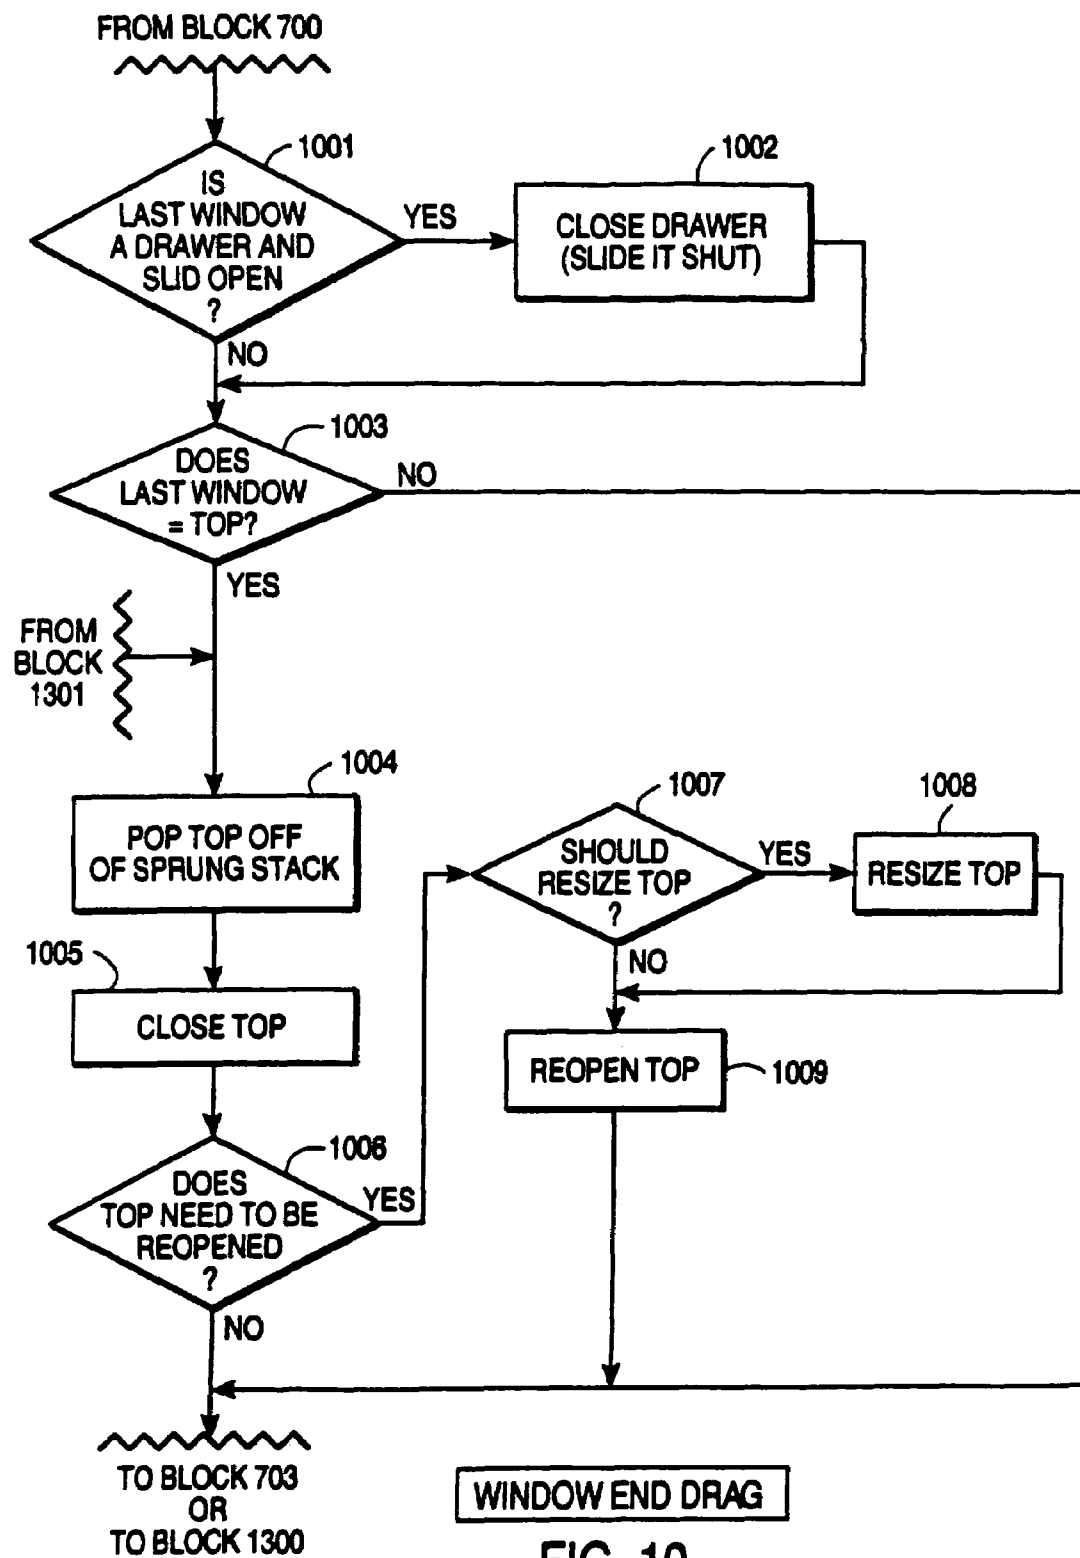 FROM BLOCK 700
1001
IS
LAST WINDOW
A DRAWER AND
SLID OPEN
?
YES
1002
CLOSE DRAWER
(SLIDE IT SHUT)
NO
1003
DOES
LAST WINDOW
= TOP?
NO
YES
FROM
BLOCK
1301
1004
POP TOP OFF
OF SPRUNG STACK
1005
CLOSE TOP
1006
DOES
TOP NEED TO BE
REOPENED
?
YES
NO
1007
SHOULD
RESIZE TOP
?
YES
1008
RESIZE TOP
NO
REOPEN TOP
1009
TO BLOCK 703
OR
TO BLOCK 1300
WINDOW END DRAG
FIG. 10